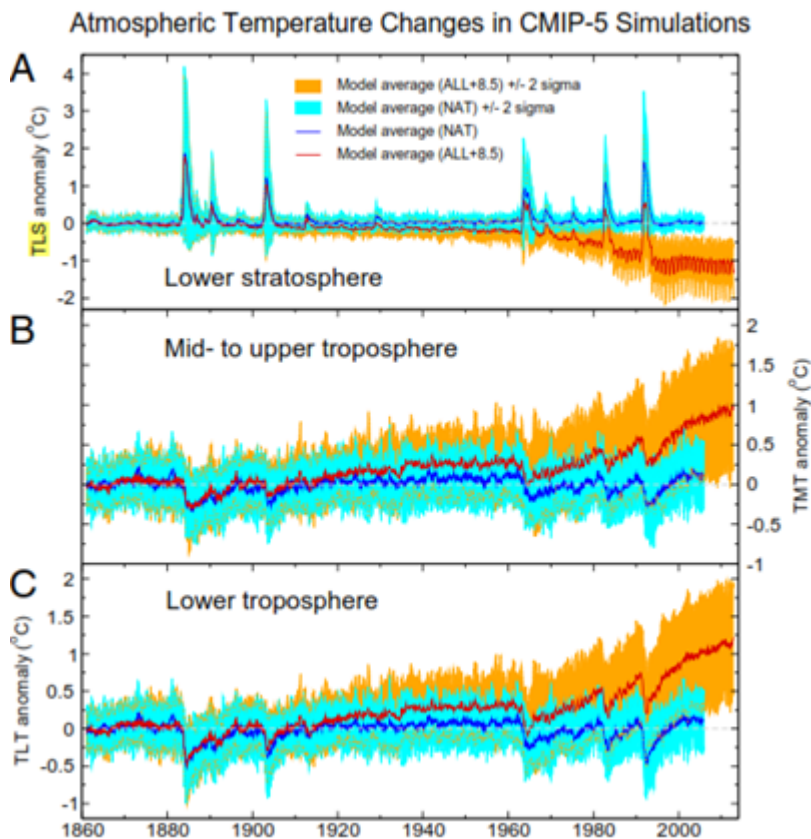 Atmospheric Temperature Changes in CMIP-5 Simulations
A
4
3
2
1
0
-1
-2
TLS anomaly (°C)
Model average (ALL+8.5) +/- 2 sigma
Model average (NAT) +/- 2 sigma
Model average (NAT)
Model average (ALL+8.5)
Lower stratosphere
B
Mid- to upper troposphere
2
1.5
1
0.5
0
-0.5
-1
TMT anomaly (°C)
C
2
1.5
1
0.5
0
-0.5
-1
TLT anomaly (°C)
Lower troposphere
1860 1880 1900 1920 1940 1960 1980 2000